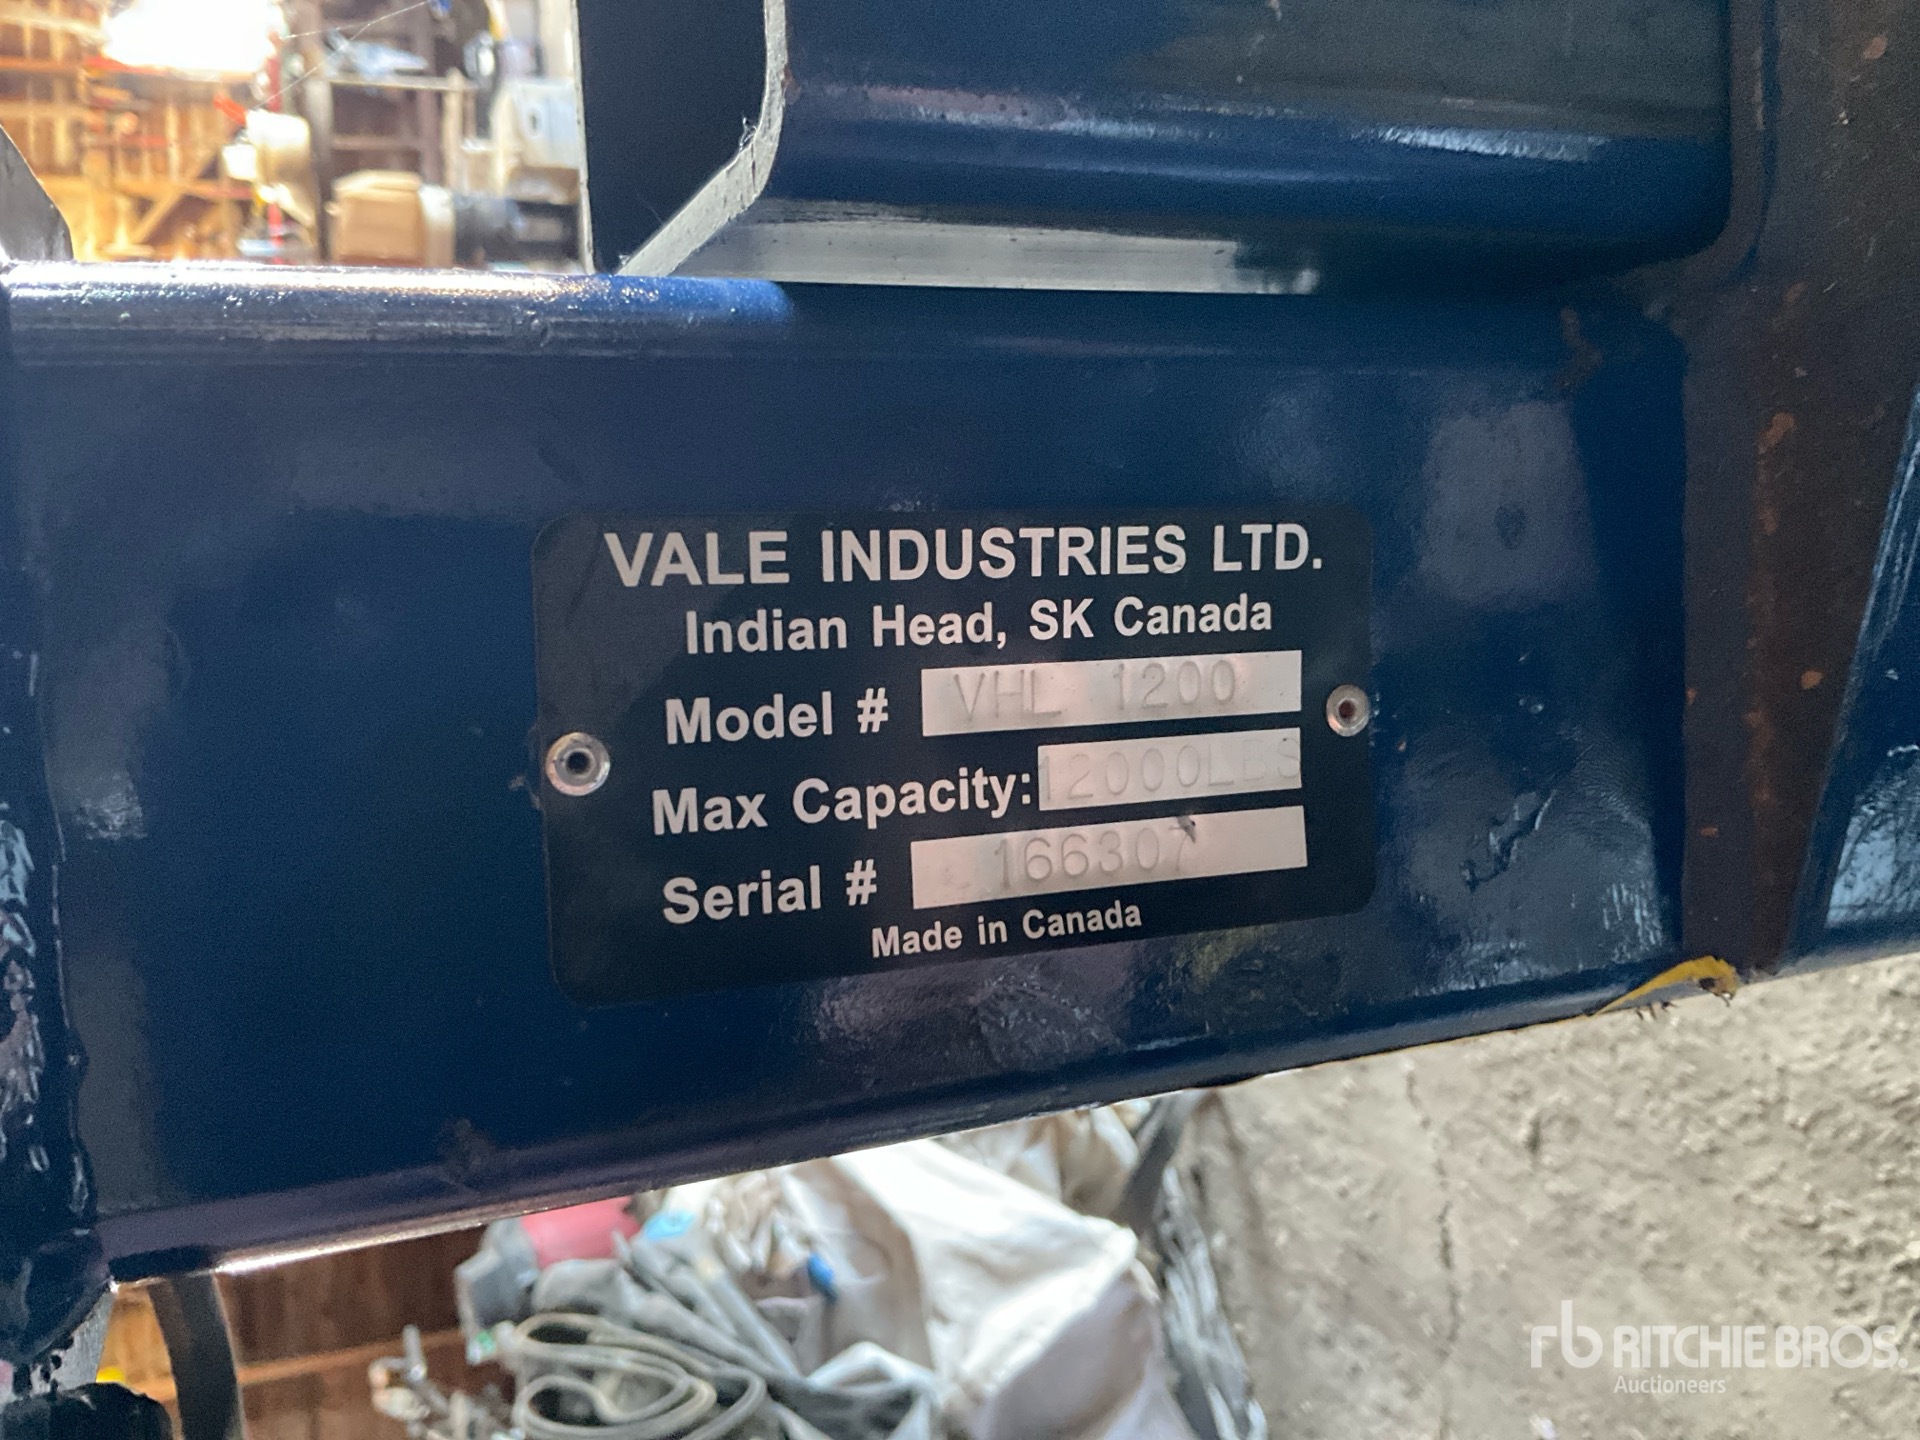 VALE INDUSTRIES LTD.
Indian Head, SK Canada
Model # VHL 1200
Max Capacity: 12000LBS
Serial # 166307
Made in Canada
rb RITCHIE BROS.
Auctioneers